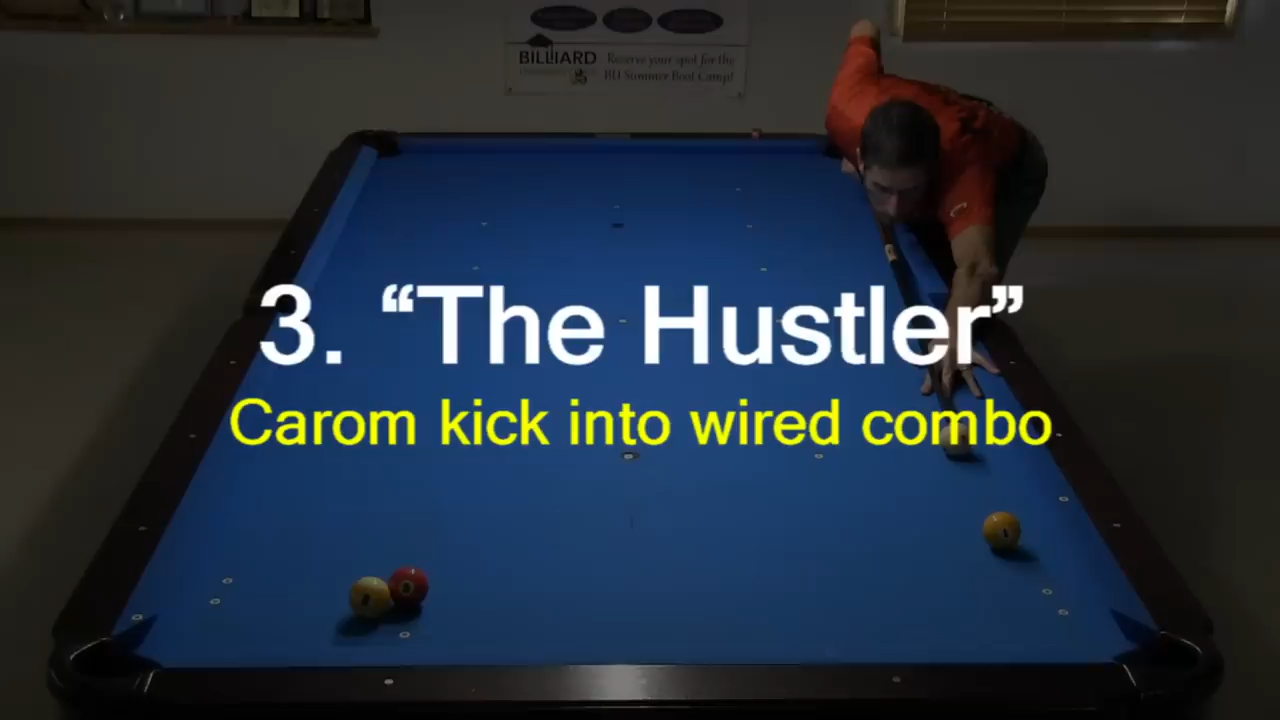 BILLIARD
Reserve your spot for the
BU Summer Boot Camp!
3. “The Hustler”
Carom kick into wired combo